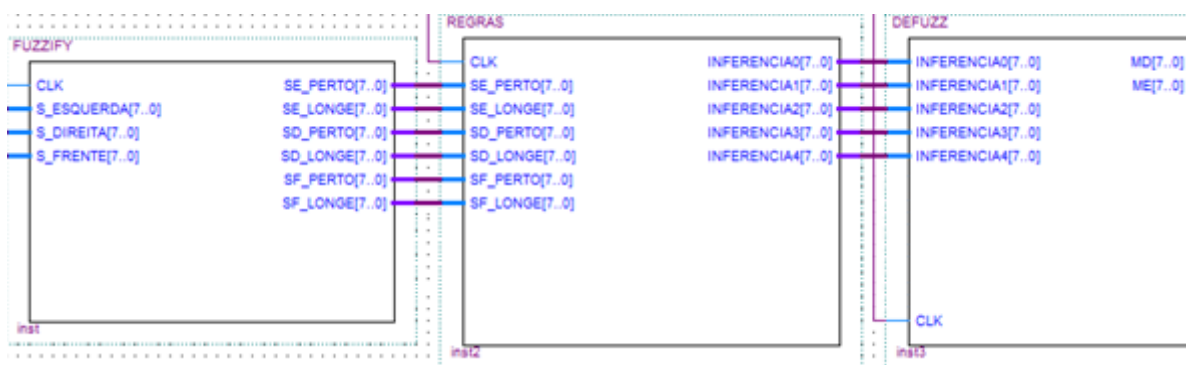 FUZZIFY
CLK
S_ESQUERDA[7..0]
S_DIREITA[7..0]
S_FRENTE[7..0]
SE_PERTO[7..0]
SE_LONGE[7..0]
SD_PERTO[7..0]
SD_LONGE[7..0]
SF_PERTO[7..0]
SF_LONGE[7..0]
inst
REGRAS
CLK
SE_PERTO[7..0]
SE_LONGE[7..0]
SD_PERTO[7..0]
SD_LONGE[7..0]
SF_PERTO[7..0]
SF_LONGE[7..0]
INFERENCIA0[7..0]
INFERENCIA1[7..0]
INFERENCIA2[7..0]
INFERENCIA3[7..0]
INFERENCIA4[7..0]
inst2
DEFUZZ
INFERENCIA0[7..0]
INFERENCIA1[7..0]
INFERENCIA2[7..0]
INFERENCIA3[7..0]
INFERENCIA4[7..0]
CLK
MD[7..0]
ME[7..0]
inst3